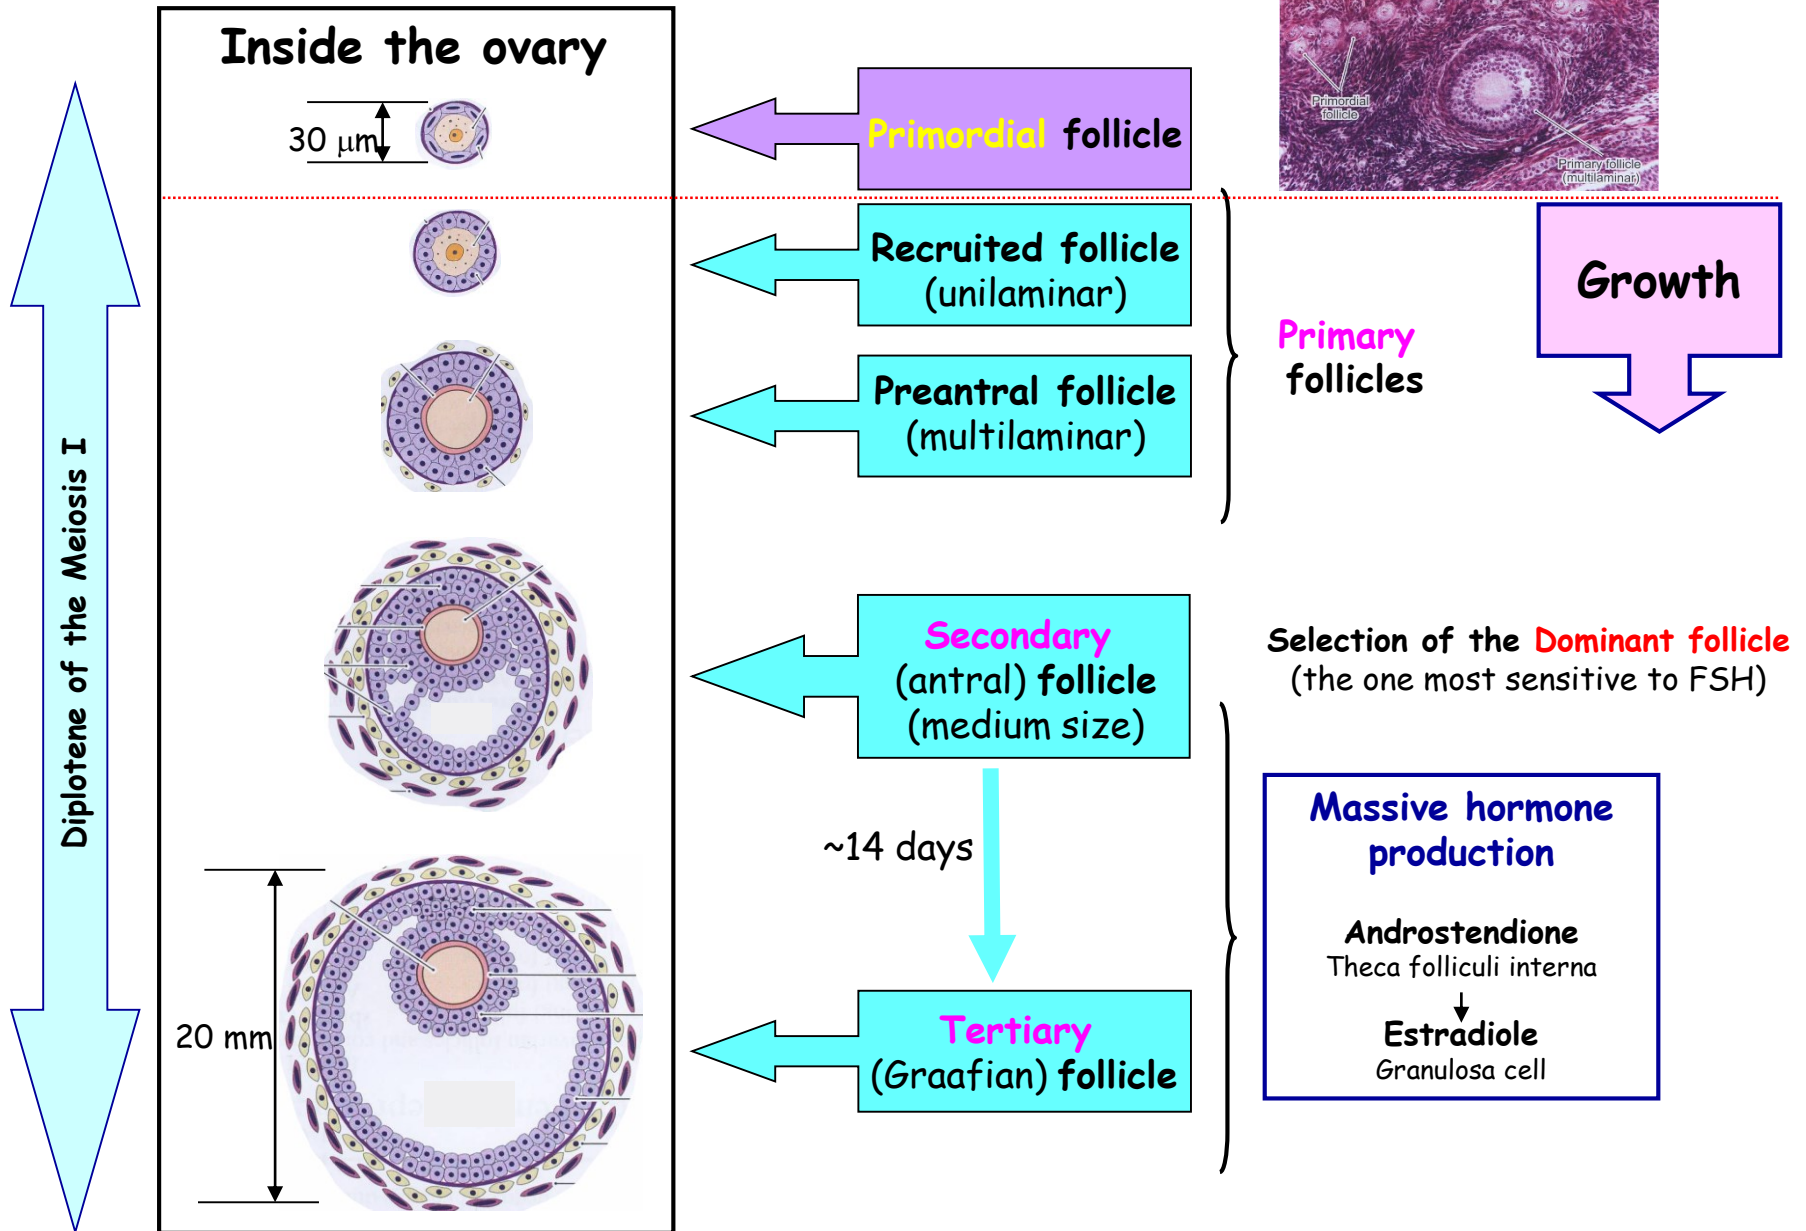 Inside the ovary
30 μm
Primordial follicle
Primordial
follicle
Primary follicle
(multilaminar)
Recruited follicle
(unilaminar)
Growth
Primary
follicles
Preantral follicle
(multilaminar)
Diplotene of the Meiosis I
Secondary
(antral) follicle
(medium size)
Selection of the Dominant follicle
(the one most sensitive to FSH)
~14 days
Massive hormone
production
Androstendione
Theca folliculi interna
Estradiole
Granulosa cell
20 mm
Tertiary
(Graafian) follicle